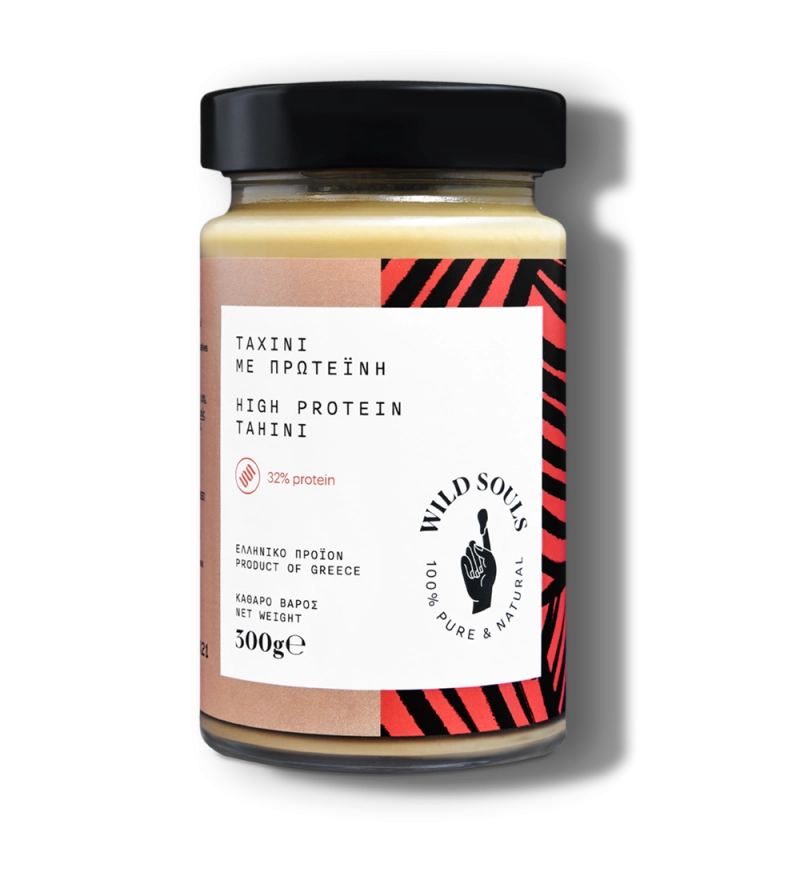 ΤΑΧΙΝΙ
ΜΕ ΠΡΩΤΕΪΝΗ
HIGH PROTEIN
TAHINI
32% protein
WILD SOULS
100% PURE & NATURAL
ΕΛΛΗΝΙΚΟ ΠΡΟΪΟΝ
PRODUCT OF GREECE
ΚΑΘΑΡΟ ΒΑΡΟΣ
NET WEIGHT
300g℮